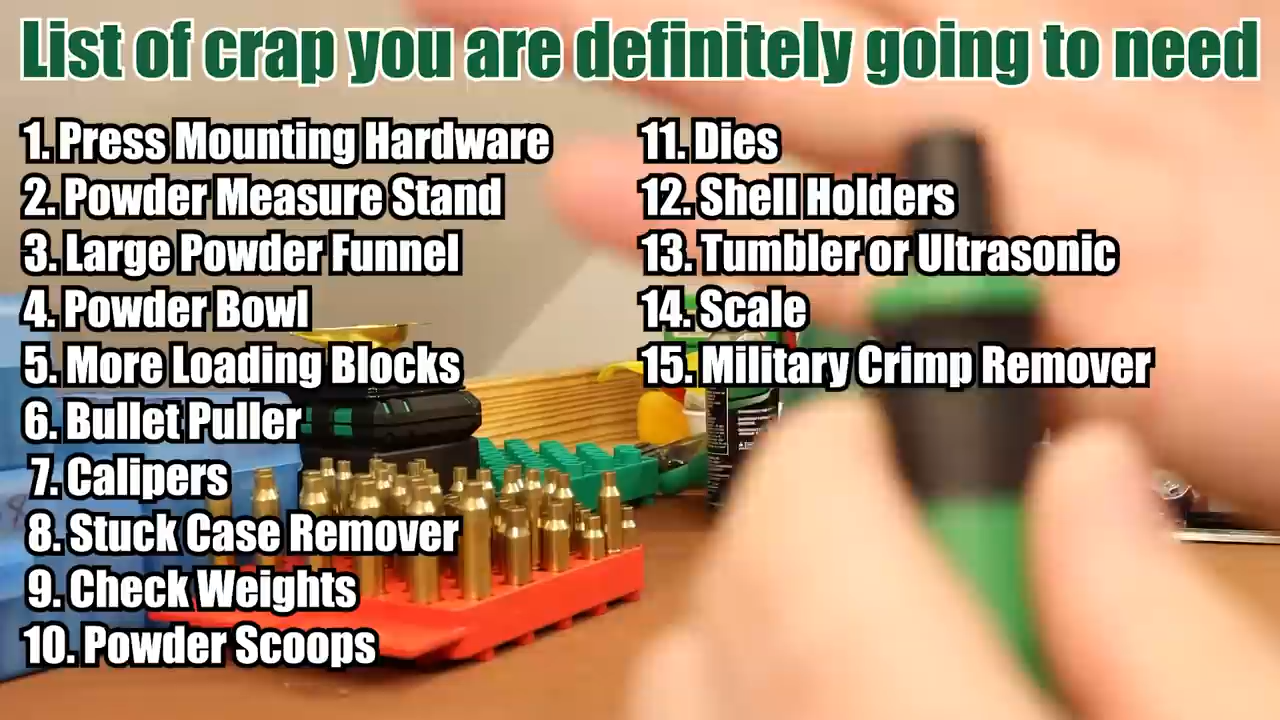 List of crap you are definitely going to need
1. Press Mounting Hardware
2. Powder Measure Stand
3. Large Powder Funnel
4. Powder Bowl
5. More Loading Blocks
6. Bullet Puller
7. Calipers
8. Stuck Case Remover
9. Check Weights
10. Powder Scoops
11. Dies
12. Shell Holders
13. Tumbler or Ultrasonic
14. Scale
15. Military Crimp Remover